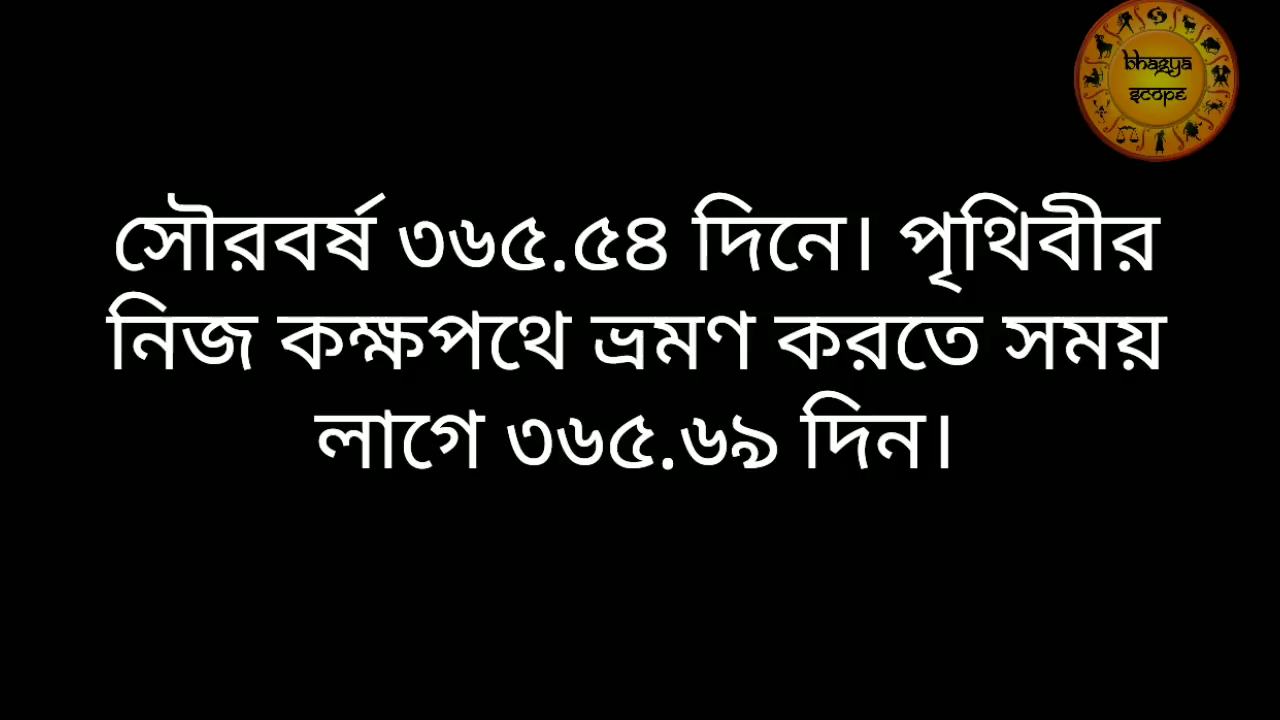 bhagya
scope
সৌরবর্ষ ৩৬৫.৫৪ দিনে। পৃথিবীর
নিজ কক্ষপথে ভ্রমণ করতে সময়
লাগে ৩৬৫.৬৯ দিন।